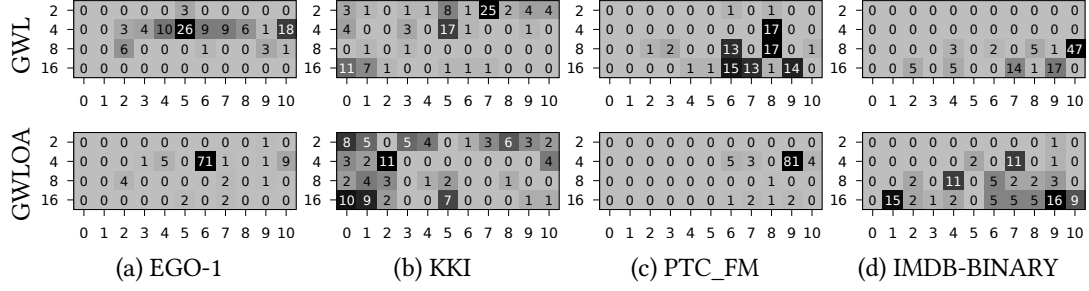 GWL
2 0 0 0 0 0 3 0 0 0 0 0
4 0 0 3 4 10 26 9 9 6 1 18
8 0 0 6 0 0 0 1 0 0 3 1
16 0 0 0 0 0 0 0 0 0 0 0
0 1 2 3 4 5 6 7 8 9 10
2 3 1 0 1 1 8 1 25 2 4 4
4 4 0 0 3 0 17 1 0 0 1 0
8 0 1 0 1 0 0 0 0 0 0 0
16 11 7 1 0 0 1 1 1 0 0 0
0 1 2 3 4 5 6 7 8 9 10
2 0 0 0 0 0 0 0 0 0 0 0
4 0 0 0 0 0 0 0 0 17 0 0
8 0 0 1 2 0 0 13 0 17 0 1
16 0 0 0 0 1 1 15 13 14 0
0 1 2 3 4 5 6 7 8 9 10
2 0 0 0 0 0 0 0 0 0 0 0
4 0 0 0 0 0 0 0 0 0 0 0
8 0 0 0 0 3 0 2 0 5 1 47
16 0 0 5 0 5 0 0 14 1 17 0
0 1 2 3 4 5 6 7 8 9 10
GWLOA
2 0 0 0 0 0 0 0 0 0 1 0
4 0 0 0 1 5 0 71 1 0 1 9
8 0 0 4 0 0 0 0 2 0 1 0
16 0 0 0 0 0 2 0 2 0 0 0
0 1 2 3 4 5 6 7 8 9 10
2 8 5 0 5 4 0 1 3 6 3 2
4 3 2 11 0 0 0 0 0 0 0 4
8 2 4 3 0 1 2 0 0 1 0 0
16 10 9 2 0 0 7 0 0 0 1 1
0 1 2 3 4 5 6 7 8 9 10
2 0 0 0 0 0 0 0 0 0 0 0
4 0 0 0 0 0 0 5 3 0 81 4
8 0 0 0 0 0 0 0 0 2 0 0
16 0 0 0 0 0 0 1 2 1 1 0
0 1 2 3 4 5 6 7 8 9 10
2 0 0 0 0 0 0 0 0 0 1 0
4 0 0 0 0 0 2 0 11 0 1 0
8 0 0 2 0 11 0 5 2 2 3 0
16 0 15 2 1 2 0 5 5 5 16 9
0 1 2 3 4 5 6 7 8 9 10
(a) EGO-1
(b) KKI
(c) PTC_FM
(d) IMDB-BINARY